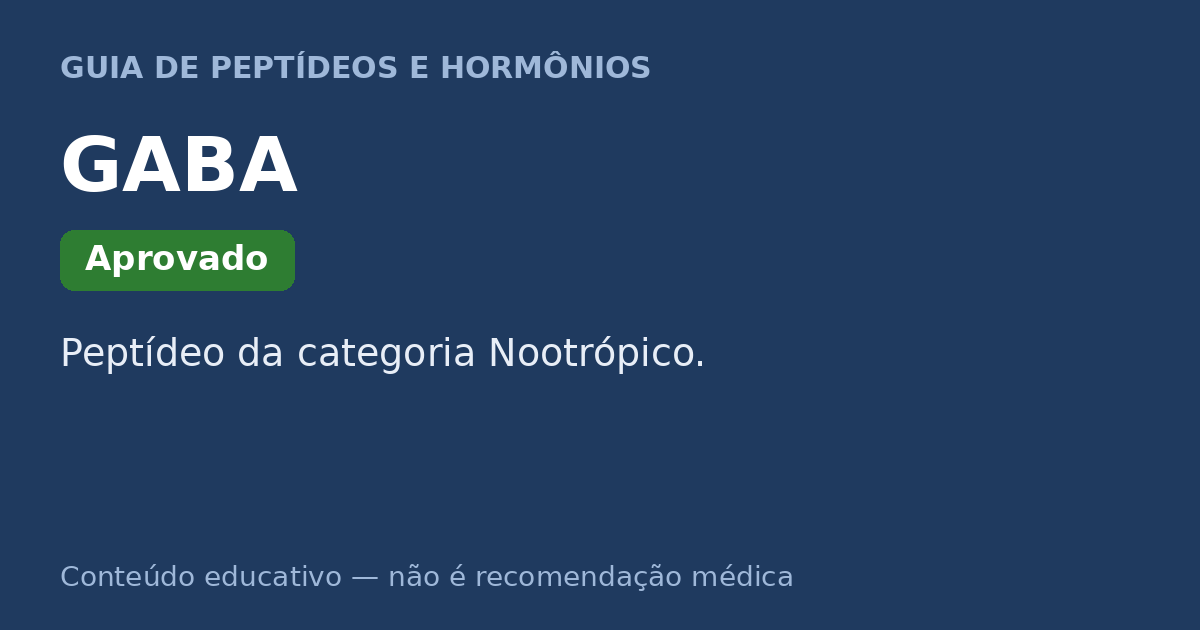 GUIA DE PEPTÍDEOS E HORMÔNIOS
GABA
Aprovado
Peptídeo da categoria Nootrópico.
Conteúdo educativo — não é recomendação médica